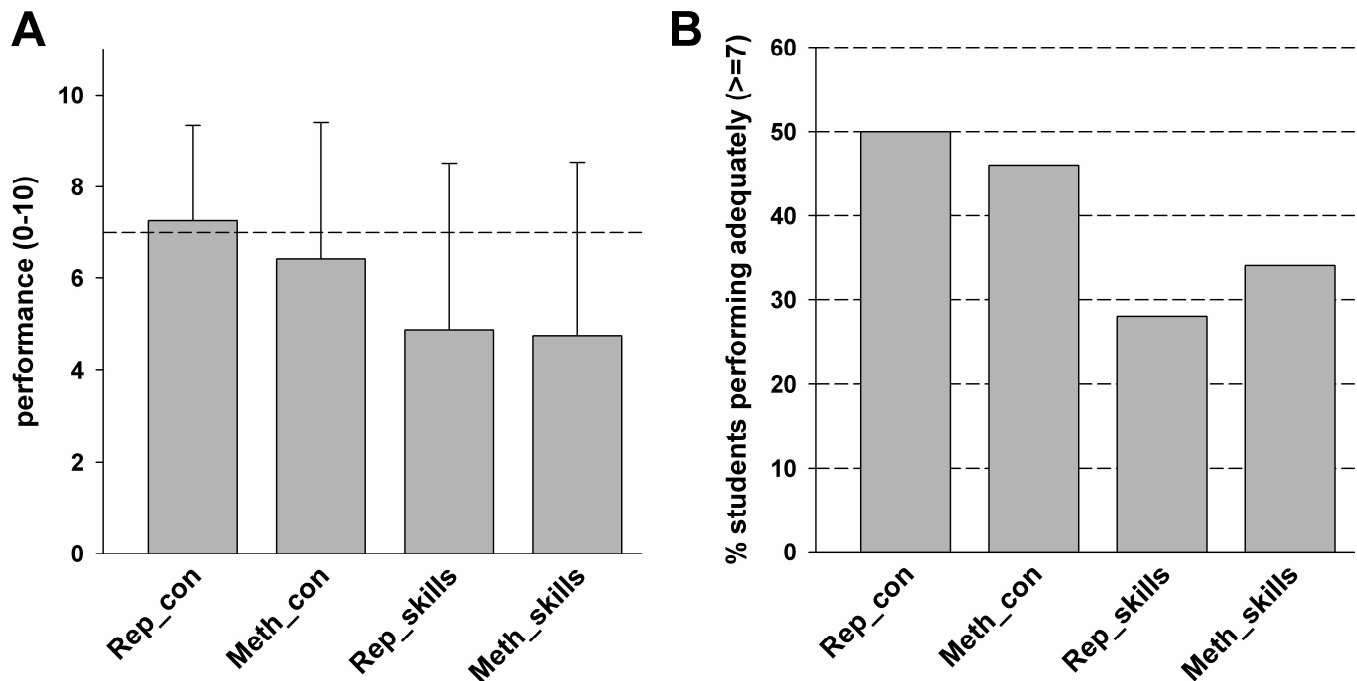 A
performance (0-10)
10
8
6
4
2
0
Rep_con
Meth_con
Rep_skills
Meth_skills
B
% students performing adequately (>=7)
60
50
40
30
20
10
0
Rep_con
Meth_con
Rep_skills
Meth_skills